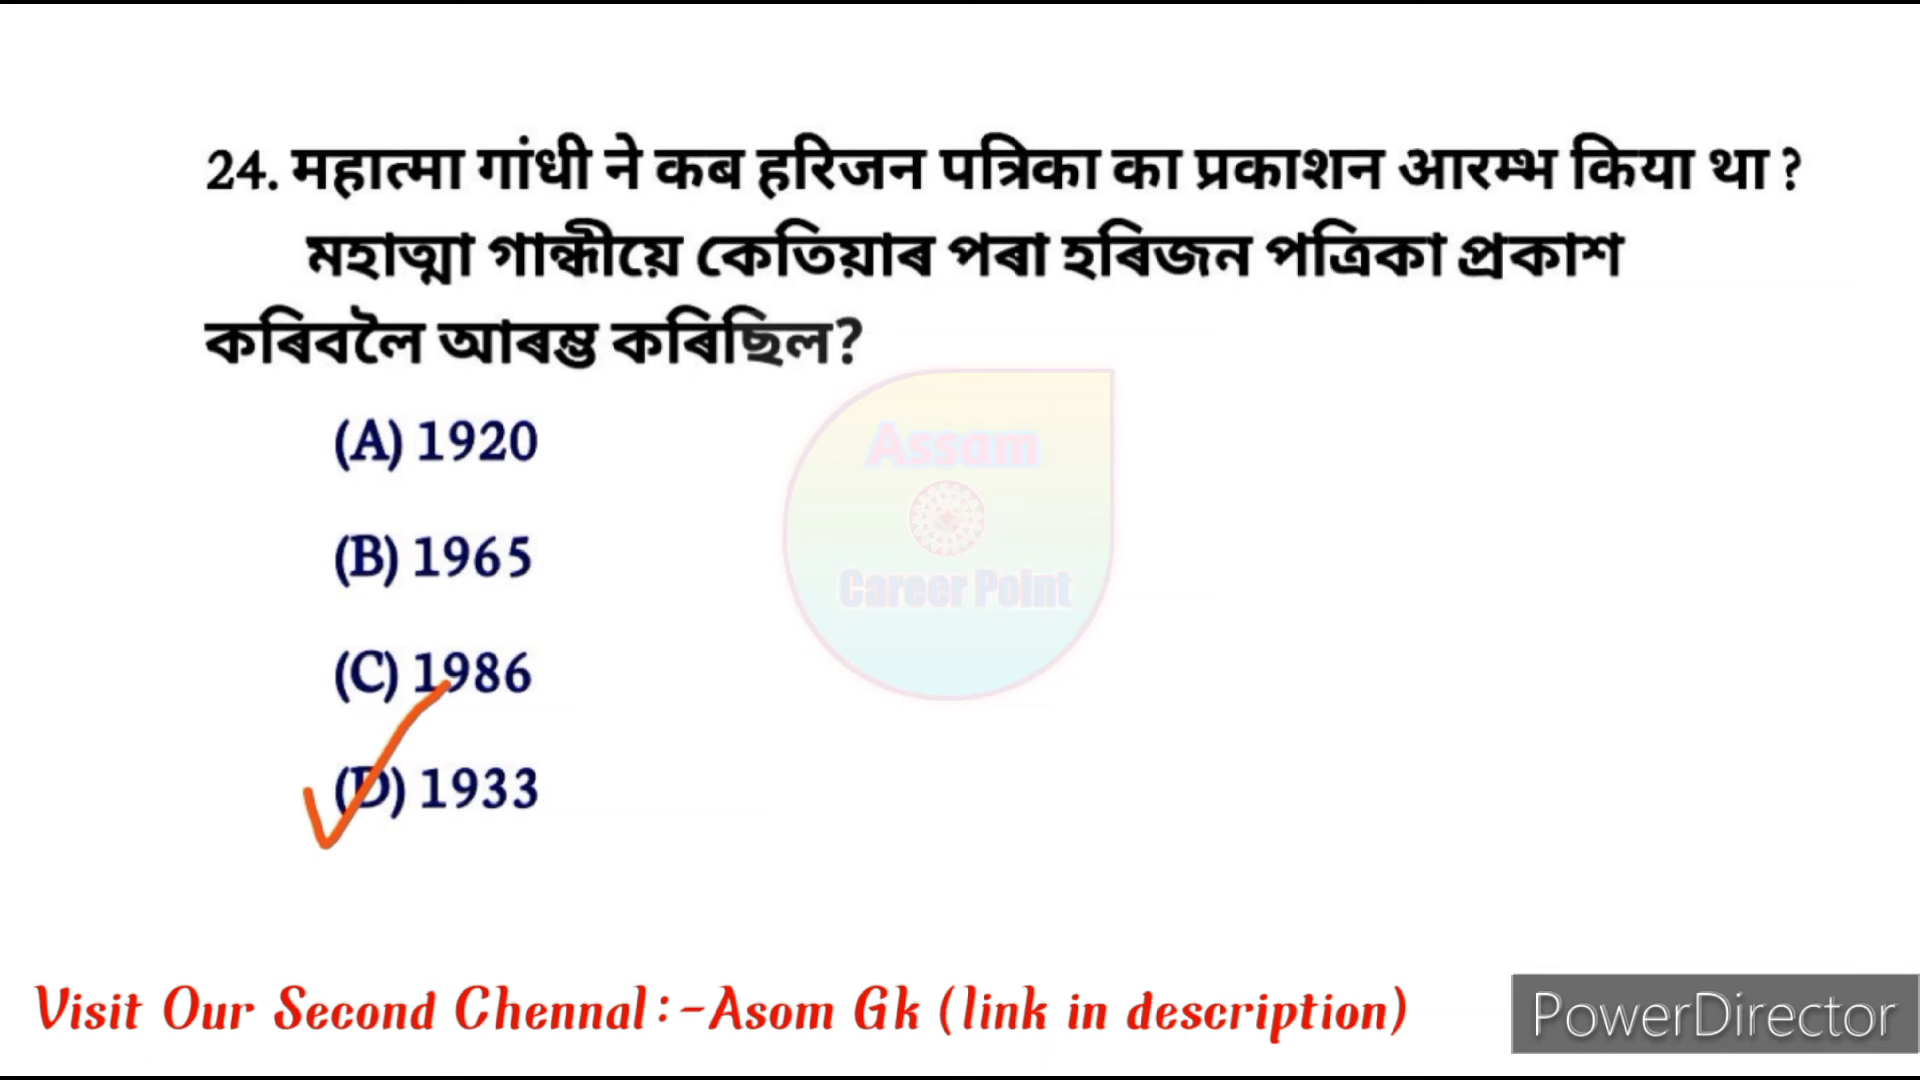 24. महात्मा गांधी ने कब हरिजन पत्रिका का प्रकाशन आरम्भ किया था ?
মহাত্মা গান্ধীয়ে কেতিয়াৰ পৰা হৰিজন পত্ৰিকা প্ৰকাশ
কৰিবলৈ আৰম্ভ কৰিছিল?
(A) 1920
Assam
(B) 1965
Career Point
(C) 1986
(D) 1933
Visit Our Second Chennal:-Asom Gk (link in description)
PowerDirector